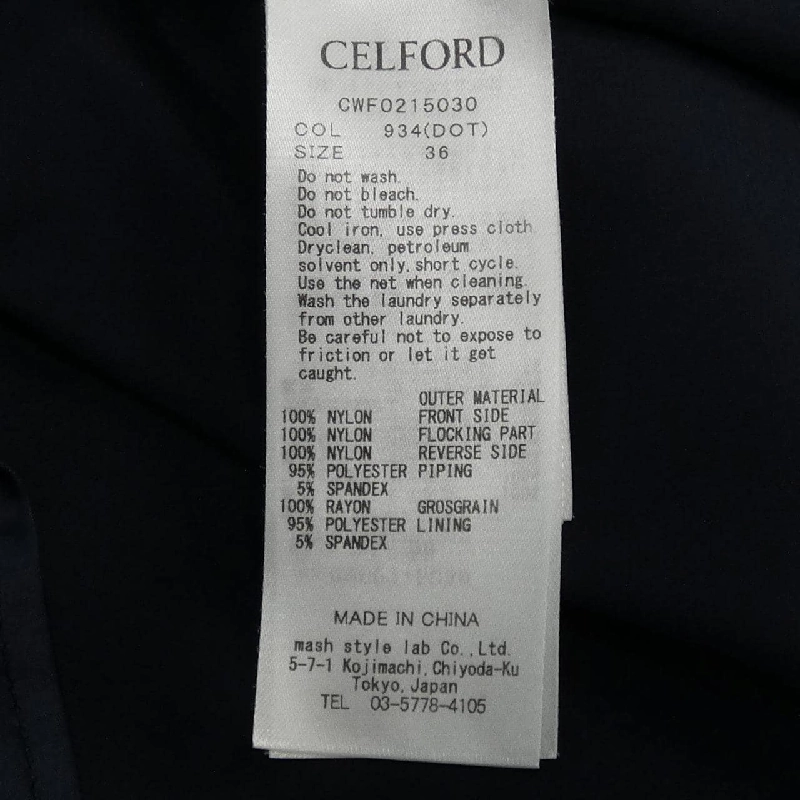 CELFORD
CWF0215030
COL 934(DOT)
SIZE 36
Do not wash.
Do not bleach.
Do not tumble dry.
Cool iron, use press cloth
Dryclean, petroleum
solvent only, short cycle.
Use the net when cleaning.
Wash the laundry separately
from other laundry.
Be careful not to expose to
friction or let it get
caught.
OUTER MATERIAL
100% NYLON FRONT SIDE
100% NYLON FLOCKING PART
100% NYLON REVERSE SIDE
95% POLYESTER PIPING
5% SPANDEX
100% RAYON GROSGRAIN
95% POLYESTER LINING
5% SPANDEX
MADE IN CHINA
mash style lab Co.,Ltd.
5-7-1 Kojimachi, Chiyoda-Ku
Tokyo, Japan
TEL 03-5778-4105